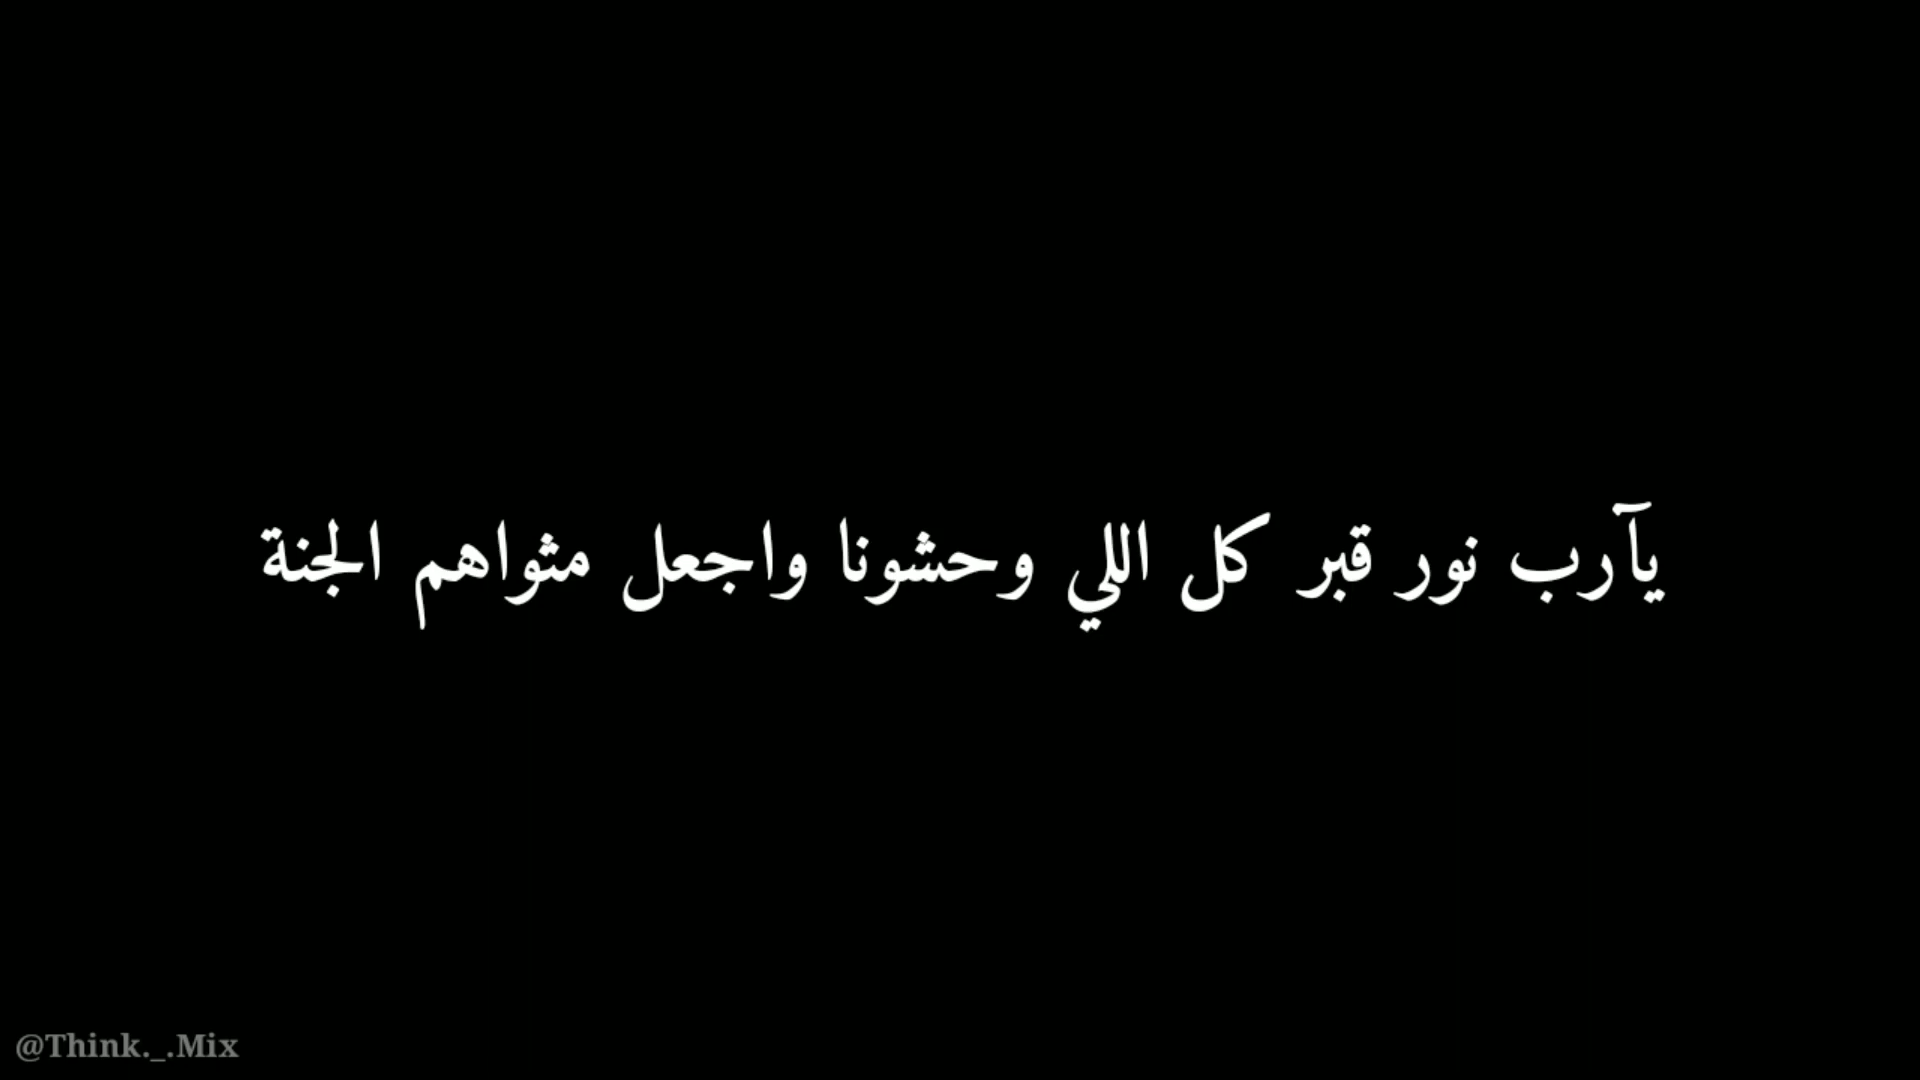 يآرب نور قبر كل اللي وحشونا واجعل مثواهم الجنة
@Think._.Mix